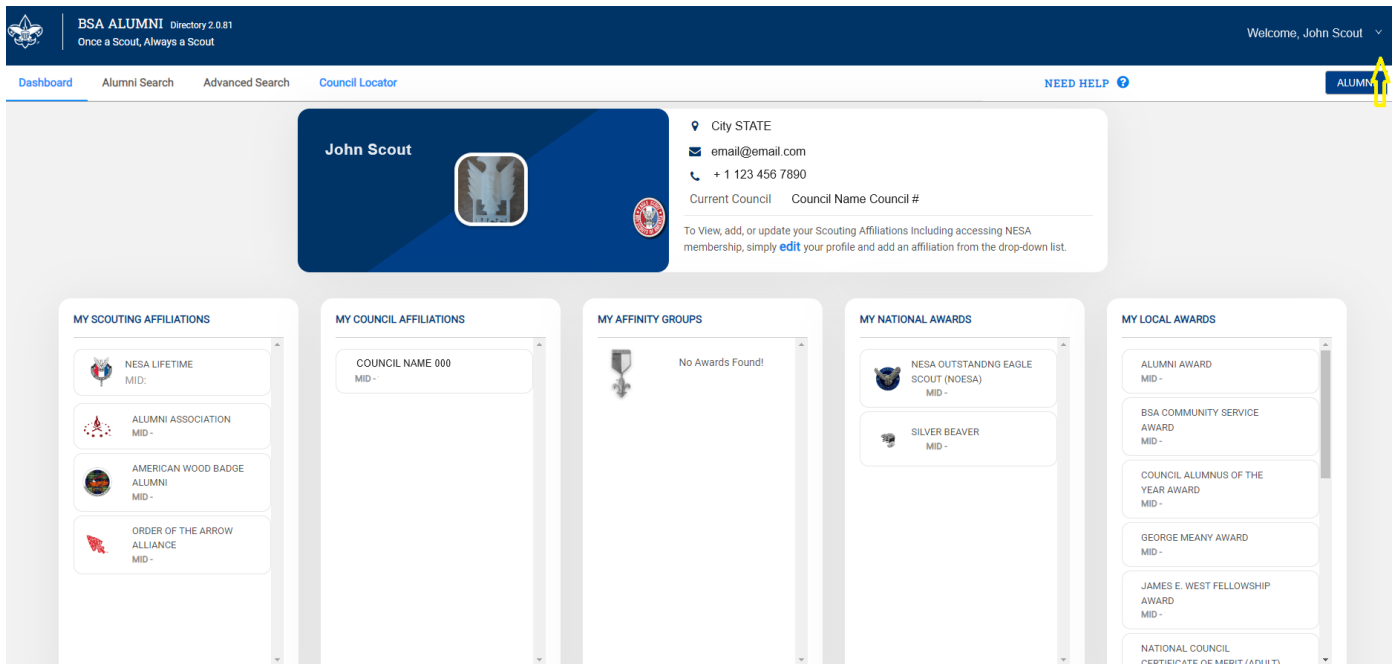 BSA ALUMNI Directory 2.0.81
Once a Scout, Always a Scout
Welcome, John Scout
Dashboard Alumni Search Advanced Search Council Locator NEED HELP ALUMN
John Scout
City STATE
email@email.com
+ 1 123 456 7890
Current Council Council Name Council #
To View, add, or update your Scouting Affiliations Including accessing NESA
membership, simply edit your profile and add an affiliation from the drop-down list.
MY SCOUTING AFFILIATIONS
NESA LIFETIME
MID:
ALUMNI ASSOCIATION
MID -
AMERICAN WOOD BADGE
ALUMNI
MID -
ORDER OF THE ARROW
ALLIANCE
MID -
MY COUNCIL AFFILIATIONS
COUNCIL NAME 000
MID -
MY AFFINITY GROUPS
No Awards Found!
MY NATIONAL AWARDS
NESA OUTSTANDNG EAGLE
SCOUT (NOESA)
MID -
SILVER BEAVER
MID -
MY LOCAL AWARDS
ALUMNI AWARD
MID -
BSA COMMUNITY SERVICE
AWARD
MID -
COUNCIL ALUMNUS OF THE
YEAR AWARD
MID -
GEORGE MEANY AWARD
MID -
JAMES E. WEST FELLOWSHIP
AWARD
MID -
NATIONAL COUNCIL
CERTIFICATE OF MERIT (ADULT)